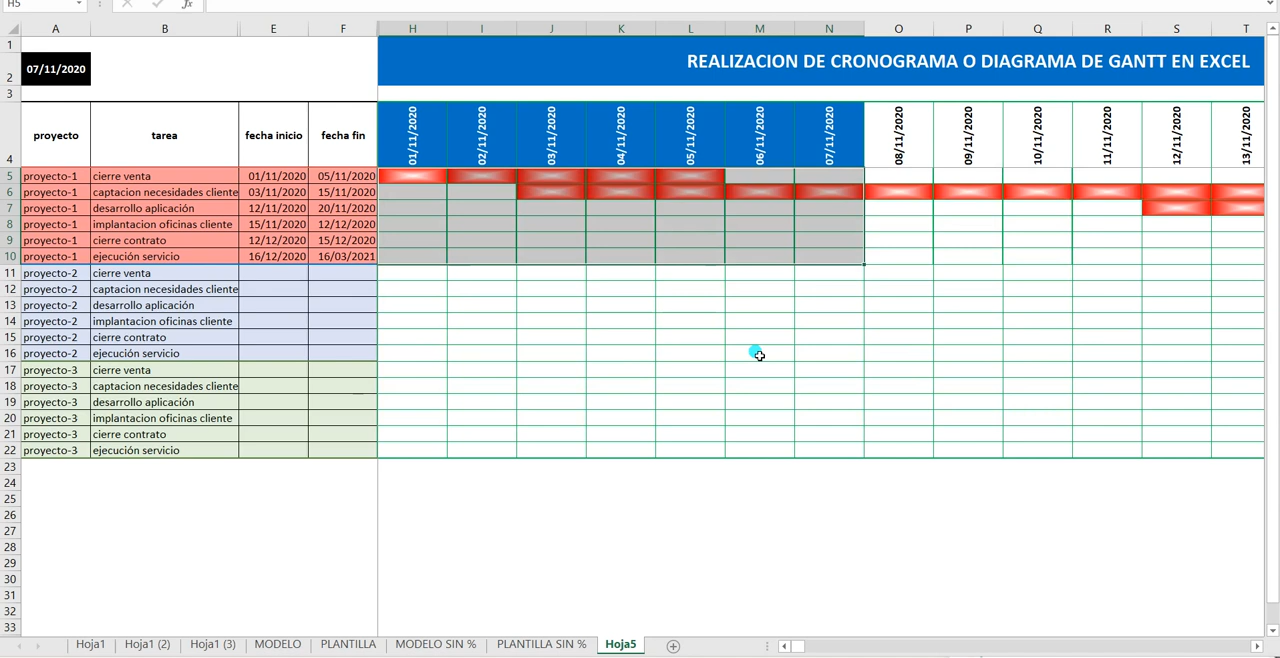 H5
fx
A B E F H I J K L M N O P Q R S T
1
07/11/2020 REALIZACION DE CRONOGRAMA O DIAGRAMA DE GANTT EN EXCEL
2
3
proyecto tarea fecha inicio fecha fin 01/11/2020 02/11/2020 03/11/2020 04/11/2020 05/11/2020 06/11/2020 07/11/2020 08/11/2020 09/11/2020 10/11/2020 11/11/2020 12/11/2020 13/11/2020
4
5 proyecto-1 cierre venta 01/11/2020 05/11/2020
6 proyecto-1 captacion necesidades cliente 03/11/2020 15/11/2020
7 proyecto-1 desarrollo aplicación 12/11/2020 20/11/2020
8 proyecto-1 implantacion oficinas cliente 15/11/2020 12/12/2020
9 proyecto-1 cierre contrato 12/12/2020 15/12/2020
10 proyecto-1 ejecución servicio 16/12/2020 16/03/2021
11 proyecto-2 cierre venta
12 proyecto-2 captacion necesidades cliente
13 proyecto-2 desarrollo aplicación
14 proyecto-2 implantacion oficinas cliente
15 proyecto-2 cierre contrato
16 proyecto-2 ejecución servicio
17 proyecto-3 cierre venta
18 proyecto-3 captacion necesidades cliente
19 proyecto-3 desarrollo aplicación
20 proyecto-3 implantacion oficinas cliente
21 proyecto-3 cierre contrato
22 proyecto-3 ejecución servicio
23
24
25
26
27
28
29
30
31
32
33
Hoja1 Hoja1 (2) Hoja1 (3) MODELO PLANTILLA MODELO SIN % PLANTILLA SIN % Hoja5